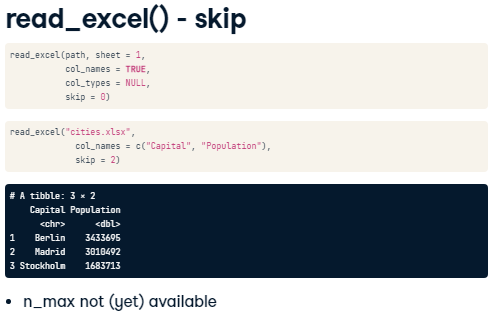 read_excel() - skip
read_excel(path, sheet = 1,
           col_names = TRUE,
           col_types = NULL,
           skip = 0)
read_excel("cities.xlsx",
             col_names = c("Capital", "Population"),
             skip = 2)
# A tibble: 3 × 2
    Capital Population
      <chr>      <dbl>
1    Berlin    3433695
2    Madrid    3010492
3 Stockholm    1683713
• n_max not (yet) available